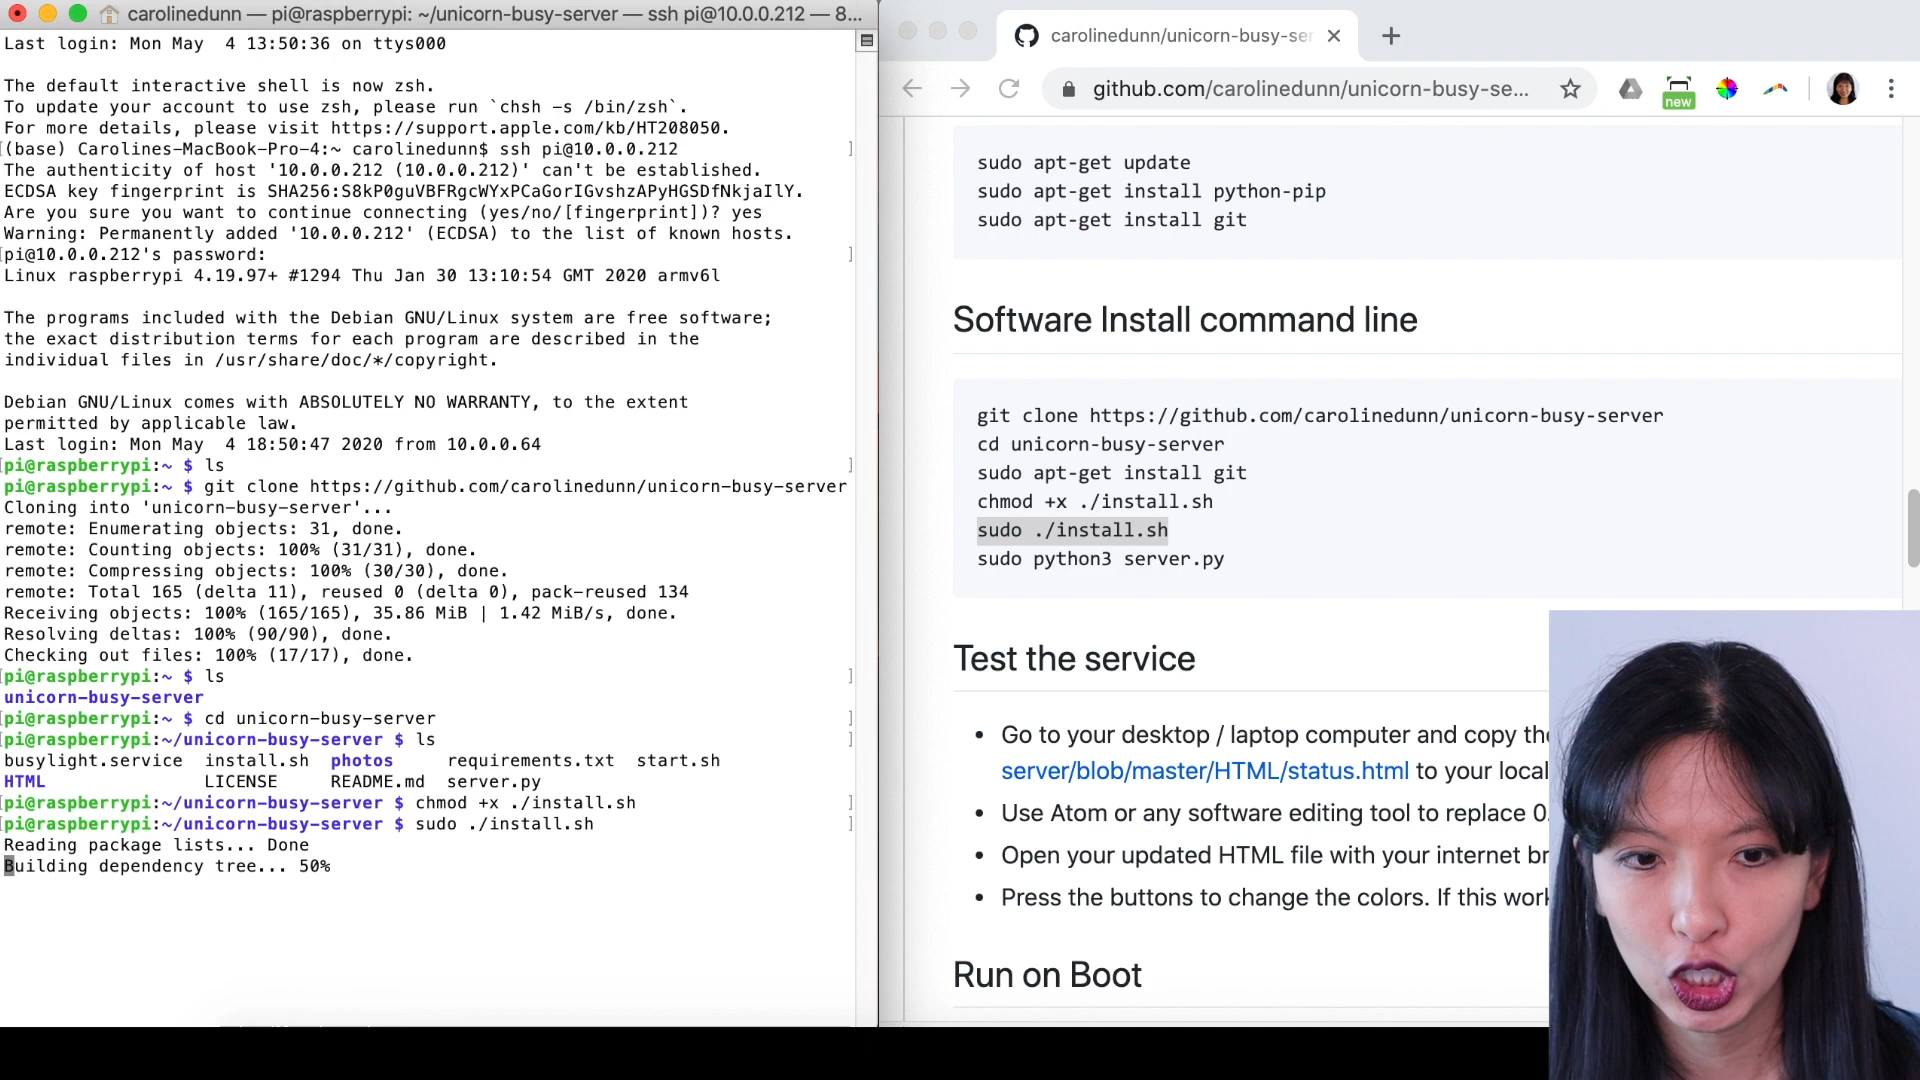 carolinedunn — pi@raspberrypi: ~/unicorn-busy-server — ssh pi@10.0.0.212 — 8...
Last login: Mon May  4 13:50:36 on ttys000
The default interactive shell is now zsh.
To update your account to use zsh, please run `chsh -s /bin/zsh`.
For more details, please visit https://support.apple.com/kb/HT208050.
(base) Carolines-MacBook-Pro-4:~ carolinedunn$ ssh pi@10.0.0.212
The authenticity of host '10.0.0.212 (10.0.0.212)' can't be established.
ECDSA key fingerprint is SHA256:S8kP0guVBFRgcWYxPCaGorIGvshzAPyHGSDfNkjaIlY.
Are you sure you want to continue connecting (yes/no/[fingerprint])? yes
Warning: Permanently added '10.0.0.212' (ECDSA) to the list of known hosts.
pi@10.0.0.212's password:
Linux raspberrypi 4.19.97+ #1294 Thu Jan 30 13:10:54 GMT 2020 armv6l
The programs included with the Debian GNU/Linux system are free software;
the exact distribution terms for each program are described in the
individual files in /usr/share/doc/*/copyright.
Debian GNU/Linux comes with ABSOLUTELY NO WARRANTY, to the extent
permitted by applicable law.
Last login: Mon May  4 18:50:47 2020 from 10.0.0.64
pi@raspberrypi:~ $ ls
pi@raspberrypi:~ $ git clone https://github.com/carolinedunn/unicorn-busy-server
Cloning into 'unicorn-busy-server'...
remote: Enumerating objects: 31, done.
remote: Counting objects: 100% (31/31), done.
remote: Compressing objects: 100% (30/30), done.
remote: Total 165 (delta 11), reused 0 (delta 0), pack-reused 134
Receiving objects: 100% (165/165), 35.86 MiB | 1.42 MiB/s, done.
Resolving deltas: 100% (90/90), done.
Checking out files: 100% (17/17), done.
pi@raspberrypi:~ $ ls
unicorn-busy-server
pi@raspberrypi:~ $ cd unicorn-busy-server
pi@raspberrypi:~/unicorn-busy-server $ ls
busylight.service  install.sh  photos     requirements.txt  start.sh
HTML               LICENSE     README.md  server.py
pi@raspberrypi:~/unicorn-busy-server $ chmod +x ./install.sh
pi@raspberrypi:~/unicorn-busy-server $ sudo ./install.sh
Reading package lists... Done
Building dependency tree... 50%
carolinedunn/unicorn-busy-ser
github.com/carolinedunn/unicorn-busy-se...
new
sudo apt-get update
sudo apt-get install python-pip
sudo apt-get install git
Software Install command line
git clone https://github.com/carolinedunn/unicorn-busy-server
cd unicorn-busy-server
sudo apt-get install git
chmod +x ./install.sh
sudo ./install.sh
sudo python3 server.py
Test the service
• Go to your desktop / laptop computer and copy the
server/blob/master/HTML/status.html to your local
• Use Atom or any software editing tool to replace 0.
• Open your updated HTML file with your internet br
• Press the buttons to change the colors. If this work
Run on Boot